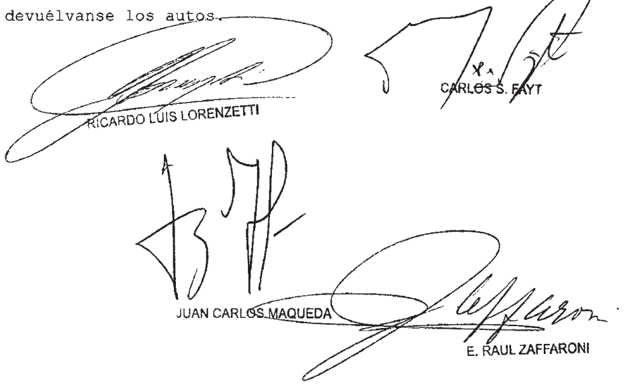 devuélvanse los autos.
RICARDO LUIS LORENZETTI
CARLOS S. FAYT
JUAN CARLOS MAQUEDA
E. RAUL ZAFFARONI